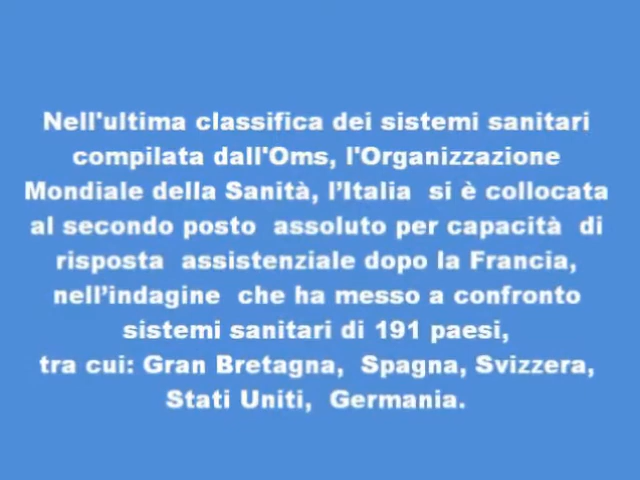 Nell'ultima classifica dei sistemi sanitari
compilata dall'Oms, l'Organizzazione
Mondiale della Sanità, l’Italia si è collocata
al secondo posto assoluto per capacità di
risposta assistenziale dopo la Francia,
nell’indagine che ha messo a confronto
sistemi sanitari di 191 paesi,
tra cui: Gran Bretagna, Spagna, Svizzera,
Stati Uniti, Germania.